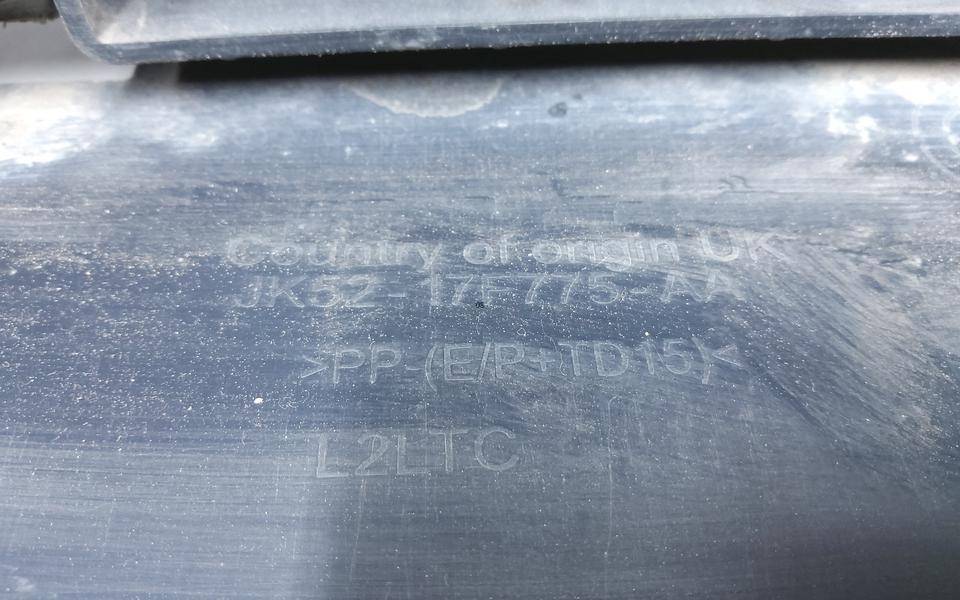 Country of origin UK
JK52-17F775-AA
>PP-(E/P+TD15)<
L2LTC